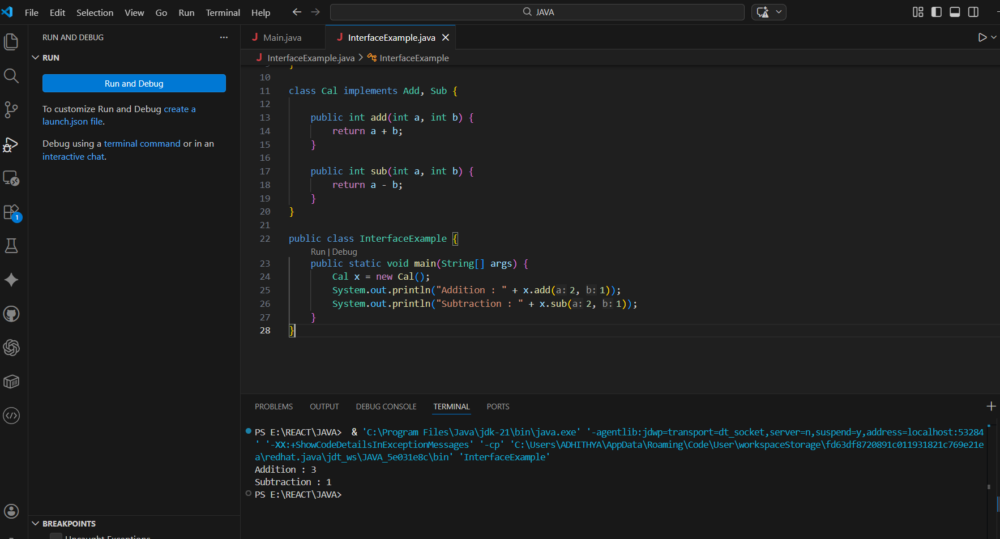 File Edit Selection View Go Run Terminal Help JAVA
RUN AND DEBUG
RUN
Run and Debug
To customize Run and Debug create a
launch.json file.
Debug using a terminal command or in an
interactive chat.
1
BREAKPOINTS
Uncaught Exceptions
Main.java InterfaceExample.java
InterfaceExample.java > InterfaceExample
9 }
10
11 class Cal implements Add, Sub {
12
13 public int add(int a, int b) {
14 return a + b;
15 }
16
17 public int sub(int a, int b) {
18 return a - b;
19 }
20 }
21
22 public class InterfaceExample {
Run | Debug
23 public static void main(String[] args) {
24 Cal x = new Cal();
25 System.out.println("Addition : " + x.add(a: 2, b: 1));
26 System.out.println("Subtraction : " + x.sub(a: 2, b: 1));
27 }
28 }
PROBLEMS OUTPUT DEBUG CONSOLE TERMINAL PORTS
PS E:\REACT\JAVA> & 'C:\Program Files\Java\jdk-21\bin\java.exe' '-agentlib:jdwp=transport=dt_socket,server=n,suspend=y,address=localhost:53284
' '-XX:+ShowCodeDetailsInExceptionMessages' '-cp' 'C:\Users\ADHITHYA\AppData\Roaming\Code\User\workspaceStorage\fd63df8720891c011931821c769e21e
a\redhat.java\jdt_ws\JAVA_5e031e8c\bin' 'InterfaceExample'
Addition : 3
Subtraction : 1
PS E:\REACT\JAVA>